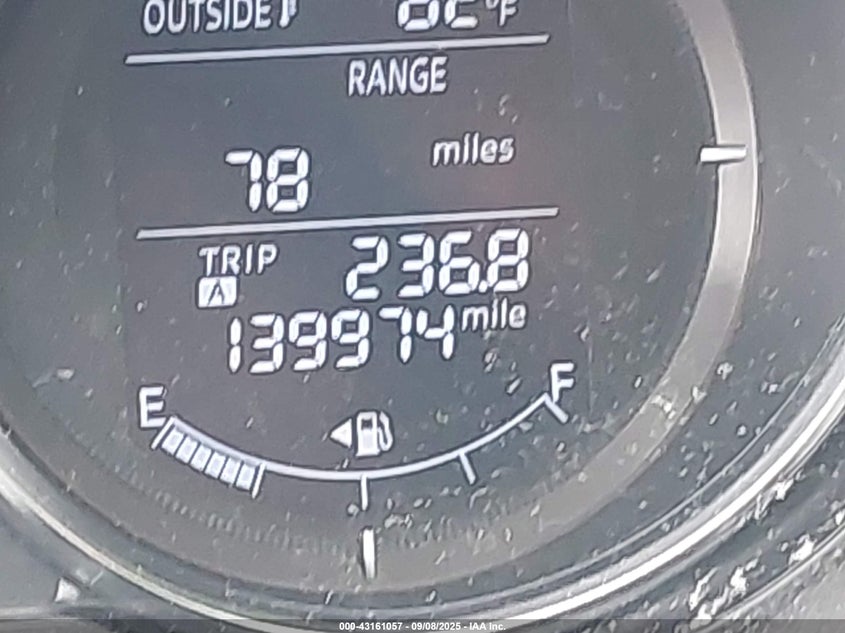 OUTSIDE
°F
RANGE
78 miles
TRIP A 236.8
139974 mile
E F
000-43161057 - 09/08/2025 - IAA Inc.